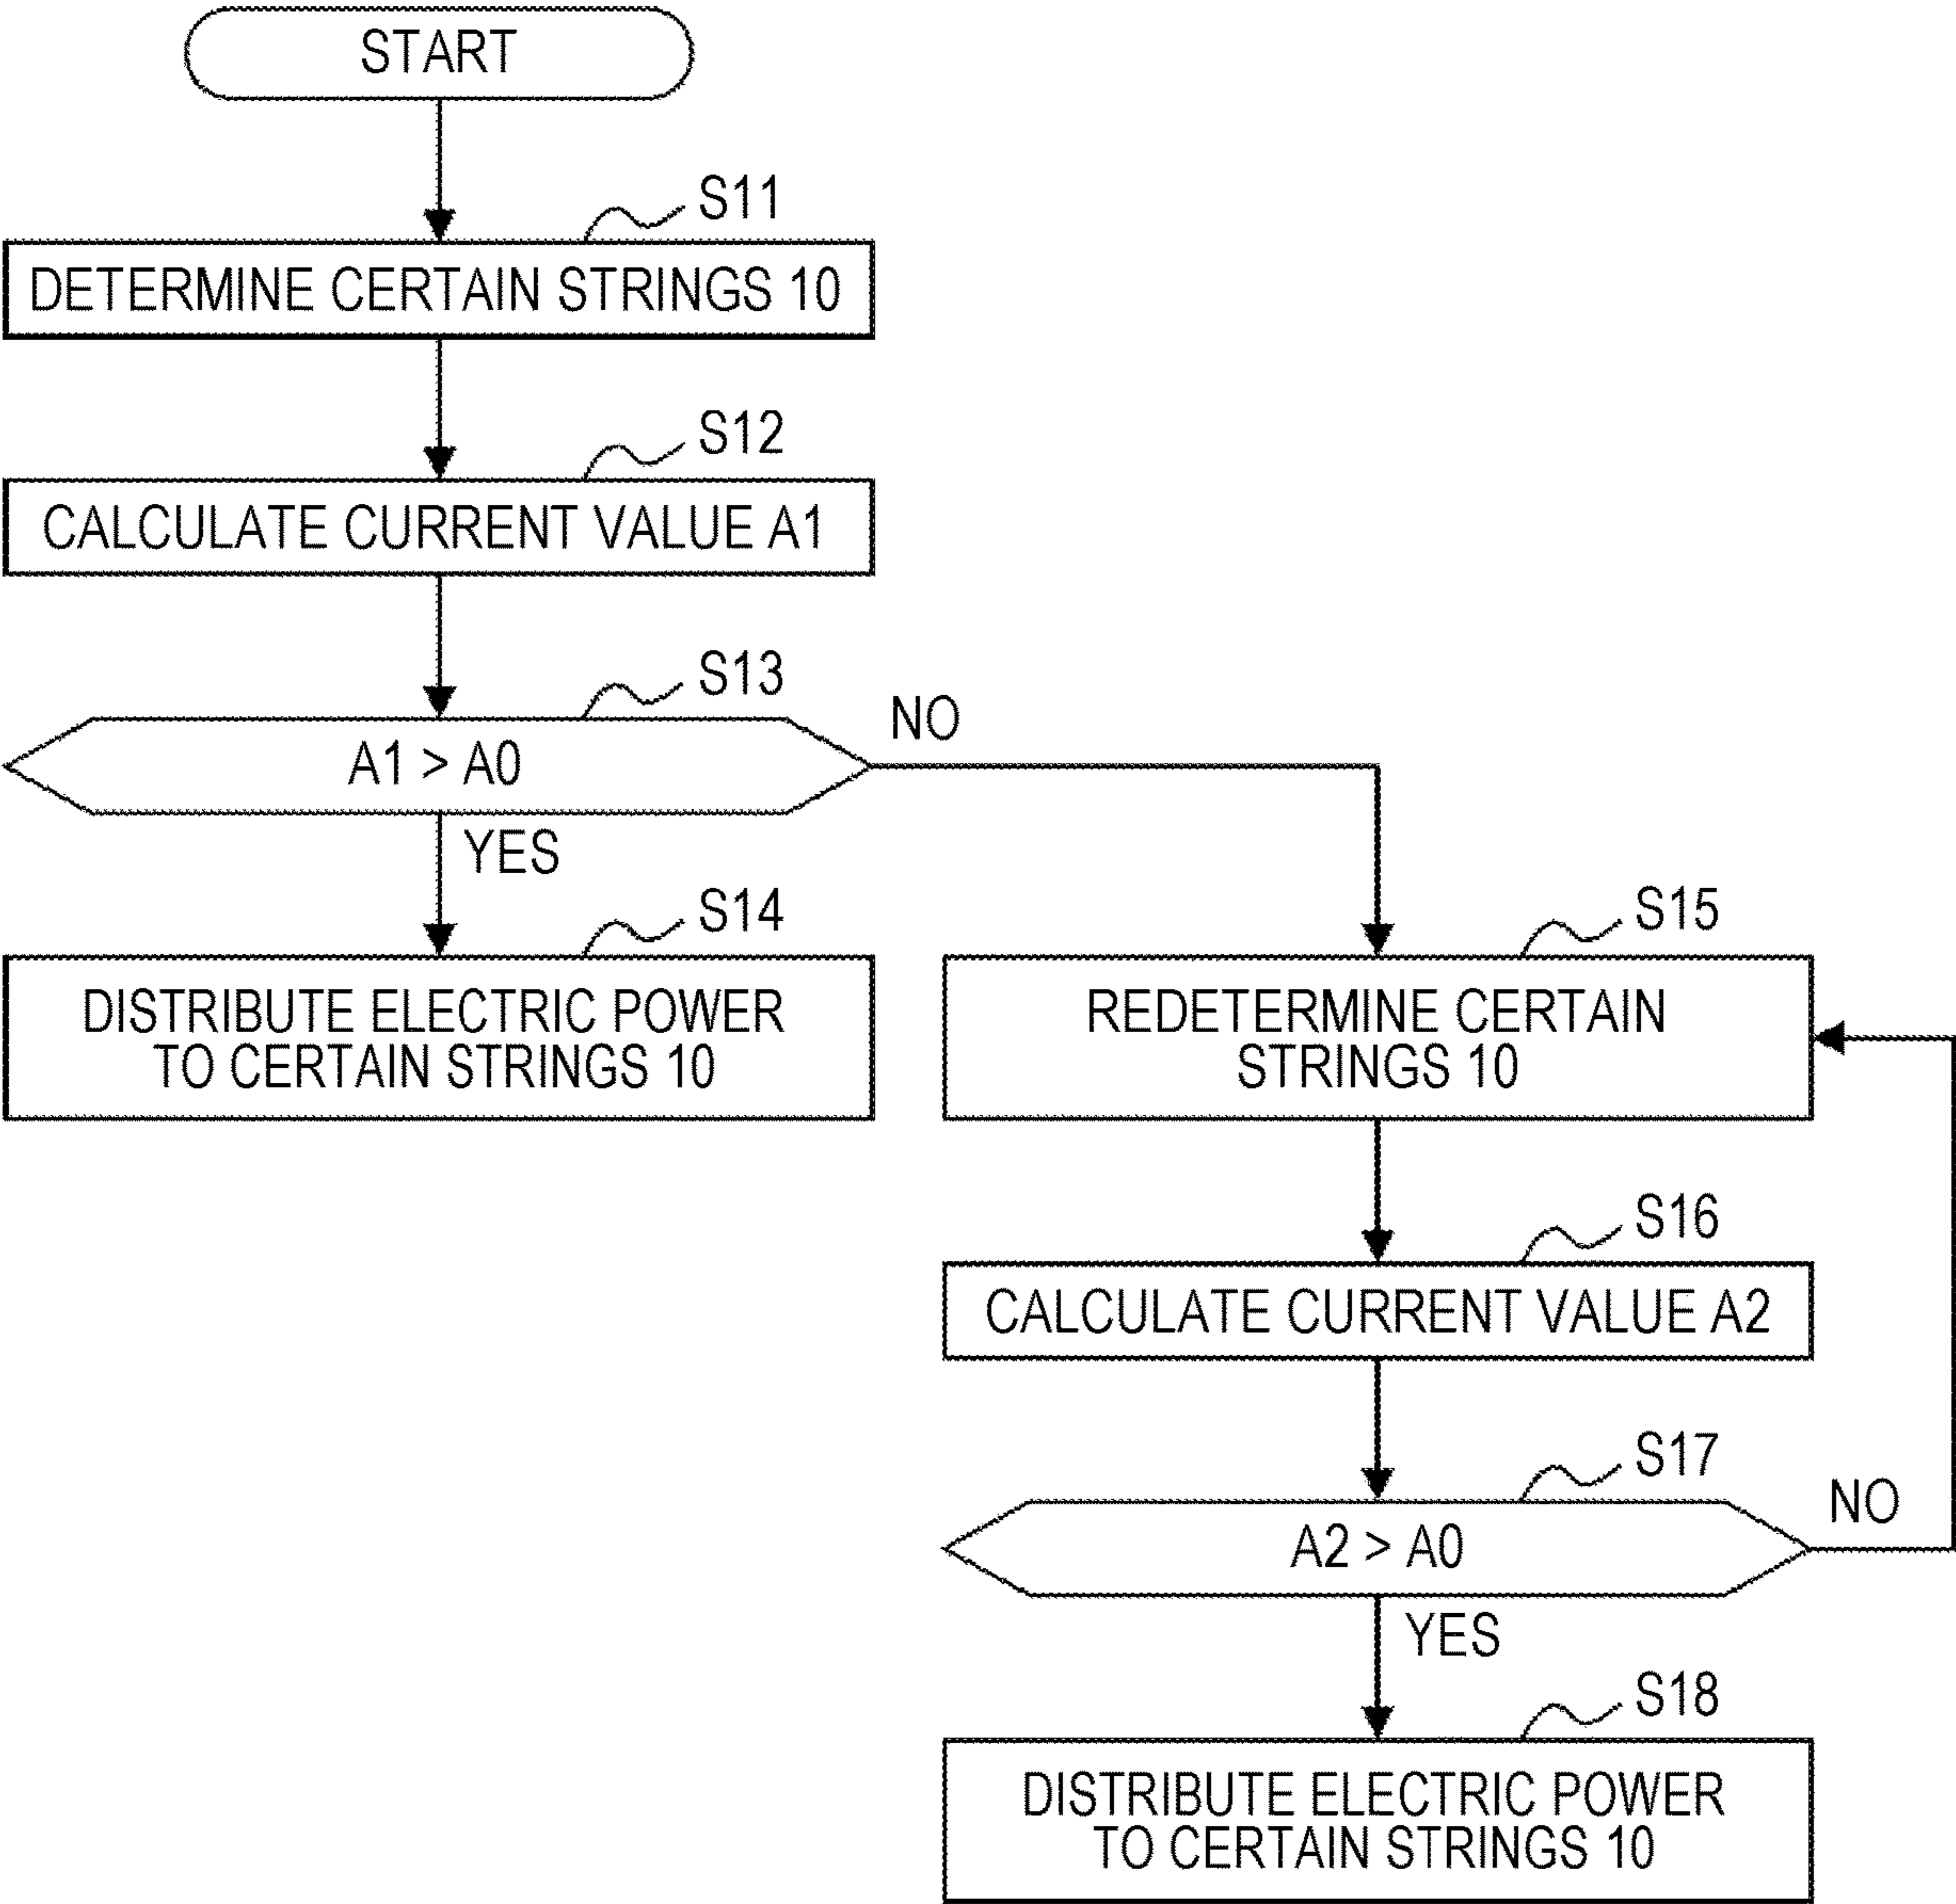 START
S11
DETERMINE CERTAIN STRINGS 10
S12
CALCULATE CURRENT VALUE A1
S13
A1 > A0
NO
YES
S14
DISTRIBUTE ELECTRIC POWER
TO CERTAIN STRINGS 10
S15
REDETERMINE CERTAIN
STRINGS 10
S16
CALCULATE CURRENT VALUE A2
S17
A2 > A0
NO
YES
S18
DISTRIBUTE ELECTRIC POWER
TO CERTAIN STRINGS 10